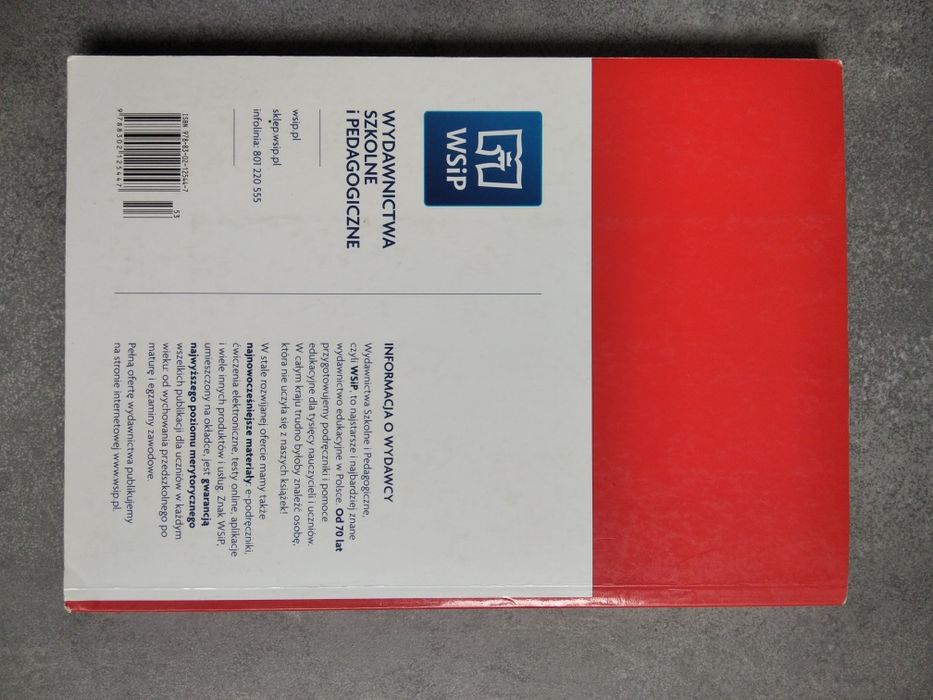 WSiP
WYDAWNICTWA
SZKOLNE
i PEDAGOGICZNE
wsip.pl
sklep.wsip.pl
infolinia: 801 220 555
ISBN 978-83-02-12544-7
53
9 788302 125447
INFORMACJA O WYDAWCY
Wydawnictwa Szkolne i Pedagogiczne,
czyli WSiP, to najstarsze i najbardziej znane
wydawnictwo edukacyjne w Polsce. Od 70 lat
przygotowujemy podręczniki i pomoce
edukacyjne dla tysięcy nauczycieli i uczniów.
W całym kraju trudno byłoby znaleźć osobę,
która nie uczyła się z naszych książek!
W stale rozwijanej ofercie mamy także
najnowocześniejsze materiały: e-podręczniki,
ćwiczenia elektroniczne, testy online, aplikacje
i wiele innych produktów i usług. Znak WSiP,
umieszczony na okładce, jest gwarancją
najwyższego poziomu merytorycznego
wszelkich publikacji dla uczniów w każdym
wieku: od wychowania przedszkolnego po
maturę i egzaminy zawodowe.
Pełną ofertę wydawnictwa publikujemy
na stronie internetowej www.wsip.pl.